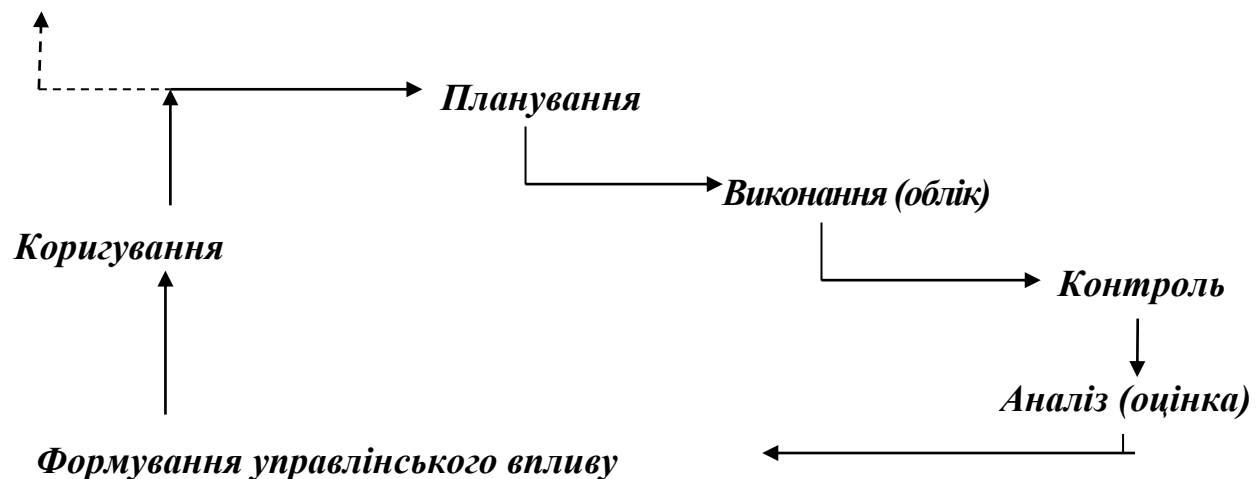 Планування
Виконання (облік)
Коригування
Контроль
Аналіз (оцінка)
Формування управлінського впливу